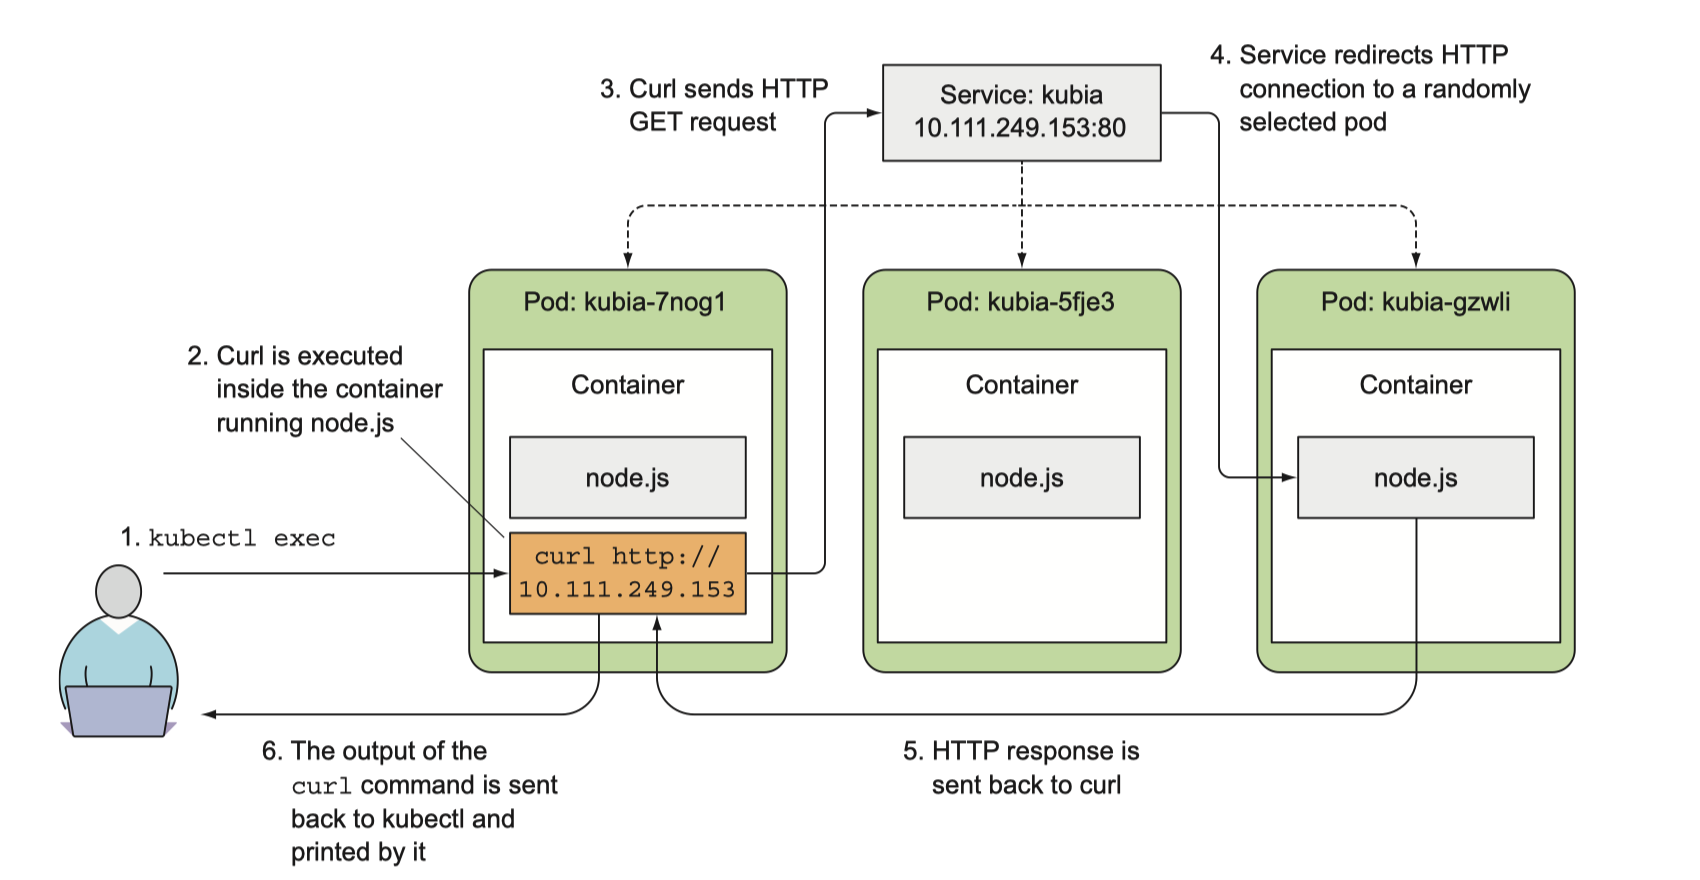 3. Curl sends HTTP
GET request
Service: kubia
10.111.249.153:80
4. Service redirects HTTP
connection to a randomly
selected pod
Pod: kubia-7nog1
Pod: kubia-5fje3
Pod: kubia-gzwli
2. Curl is executed
inside the container
running node.js
Container
Container
Container
node.js
node.js
node.js
1. kubectl exec
curl http://
10.111.249.153
6. The output of the
curl command is sent
back to kubectl and
printed by it
5. HTTP response is
sent back to curl